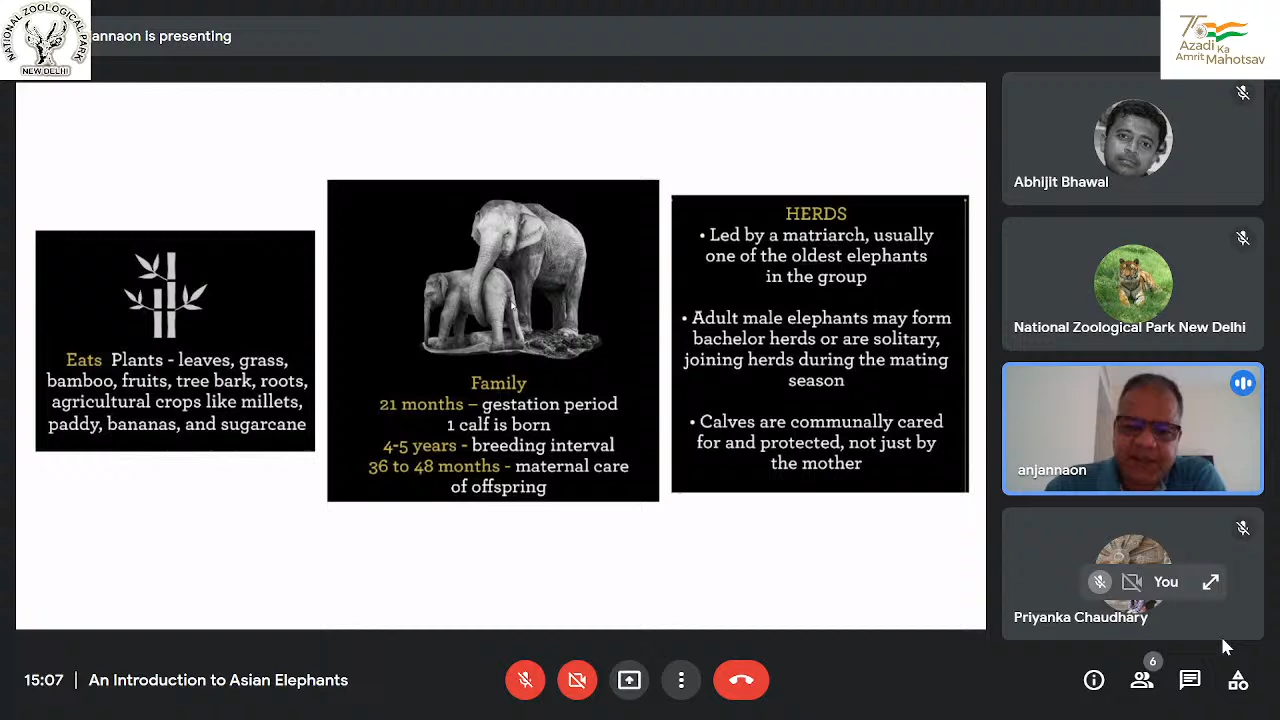 NATIONAL ZOOLOGICAL PARK
NEW DELHI
annaon is presenting
75
Azadi Ka
Amrit Mahotsav
Eats Plants - leaves, grass,
bamboo, fruits, tree bark, roots,
agricultural crops like millets,
paddy, bananas, and sugarcane
Family
21 months – gestation period
1 calf is born
4-5 years - breeding interval
36 to 48 months - maternal care
of offspring
HERDS
• Led by a matriarch, usually
one of the oldest elephants
in the group
• Adult male elephants may form
bachelor herds or are solitary,
joining herds during the mating
season
• Calves are communally cared
for and protected, not just by
the mother
Abhijit Bhawal
National Zoological Park New Delhi
anjannaon
You
Priyanka Chaudhary
15:07 | An Introduction to Asian Elephants
6